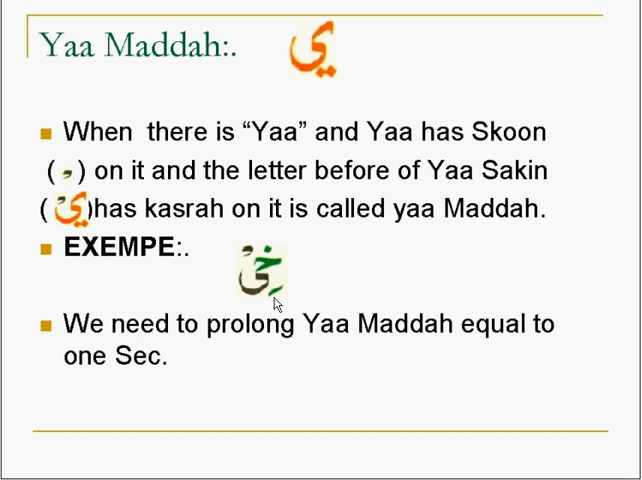 Yaa Maddah:. ي
When there is “Yaa” and Yaa has Skoon
( ْ ) on it and the letter before of Yaa Sakin
( يْ )has kasrah on it is called yaa Maddah.
EXEMPE:.
خِىْ
We need to prolong Yaa Maddah equal to
one Sec.